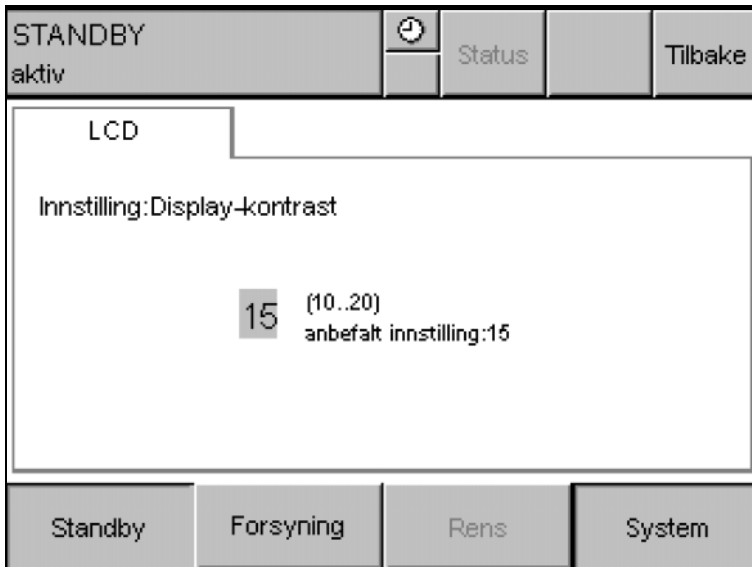 STANDBY
aktiv
Status
Tilbake
LCD
Innstilling:Display-kontrast
15
(10..20)
anbefalt innstilling:15
Standby
Forsyning
Rens
System